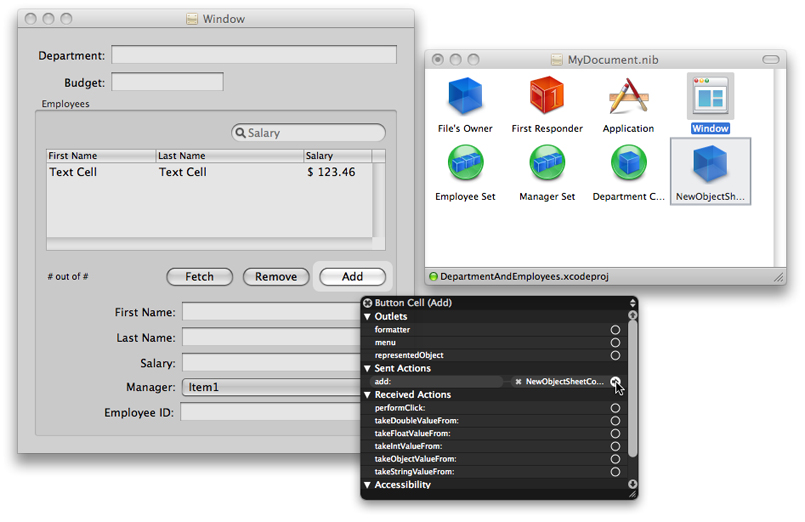 Window
Department:
Budget:
Employees
Salary
First Name Last Name Salary
Text Cell Text Cell $ 123.46
# out of # Fetch Remove Add
First Name:
Last Name:
Salary:
Manager: Item1
Employee ID:
MyDocument.nib
File's Owner First Responder Application Window
Employee Set Manager Set Department C... NewObjectSh...
DepartmentAndEmployees.xcodeproj
Button Cell (Add)
Outlets
formatter
menu
representedObject
Sent Actions
add: NewObjectSheetCo...
Received Actions
performClick:
takeDoubleValueFrom:
takeFloatValueFrom:
takeIntValueFrom:
takeObjectValueFrom:
takeStringValueFrom:
Accessibility